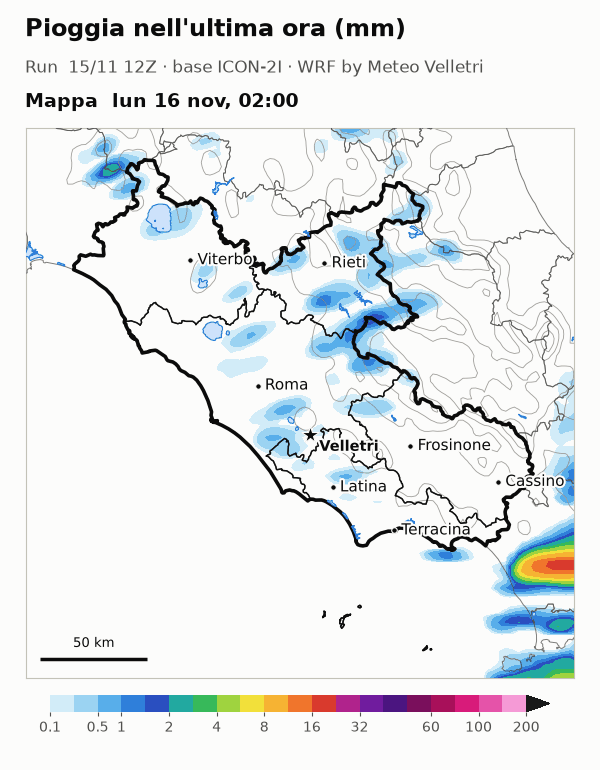 Pioggia nell'ultima ora (mm)
Run 15/11 12Z · base ICON-2I · WRF by Meteo Velletri
Mappa lun 16 nov, 02:00
Viterbo
Rieti
Roma
Velletri
Frosinone
Latina
Cassino
Terracina
50 km
0.1 0.5 1 2 4 8 16 32 60 100 200